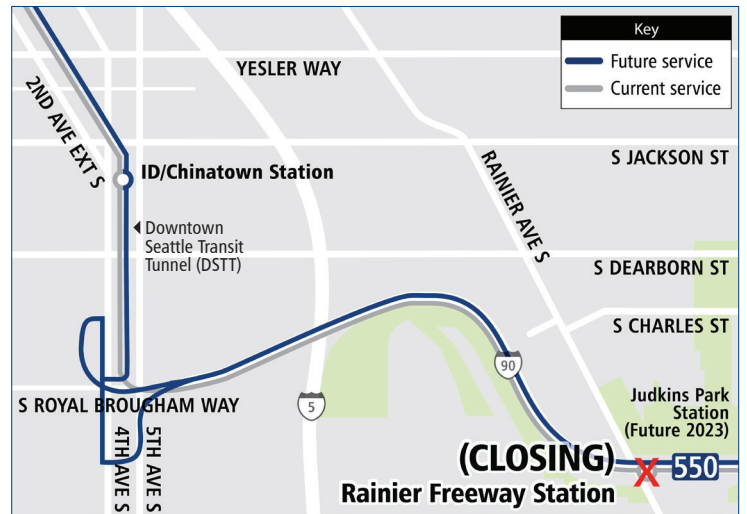 Key
Future service
Current service
YESLER WAY
2ND AVE EXT S
ID/Chinatown Station
S JACKSON ST
RAINIER AVE S
Downtown
Seattle Transit
Tunnel (DSTT)
S DEARBORN ST
S CHARLES ST
90
5
Judkins Park
Station
(Future 2023)
S ROYAL BROUGHAM WAY
4TH AVE S
5TH AVE S
(CLOSING)
Rainier Freeway Station
X
550